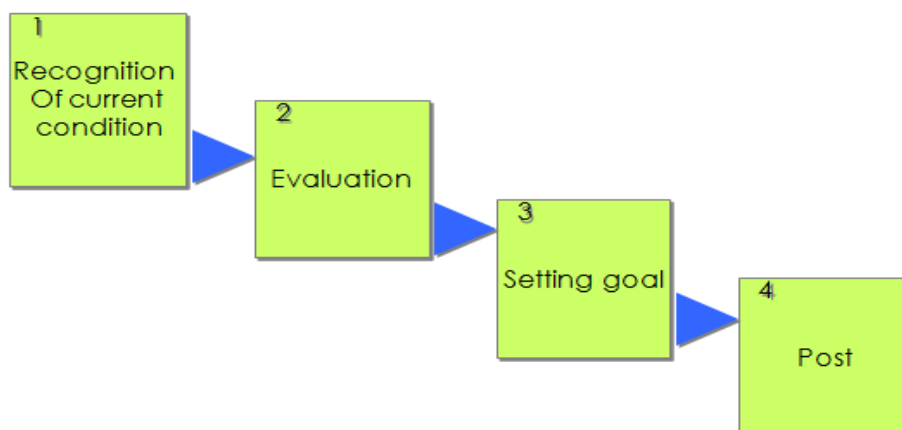 1
Recognition
Of current
condition
2
Evaluation
3
Setting goal
4
Post